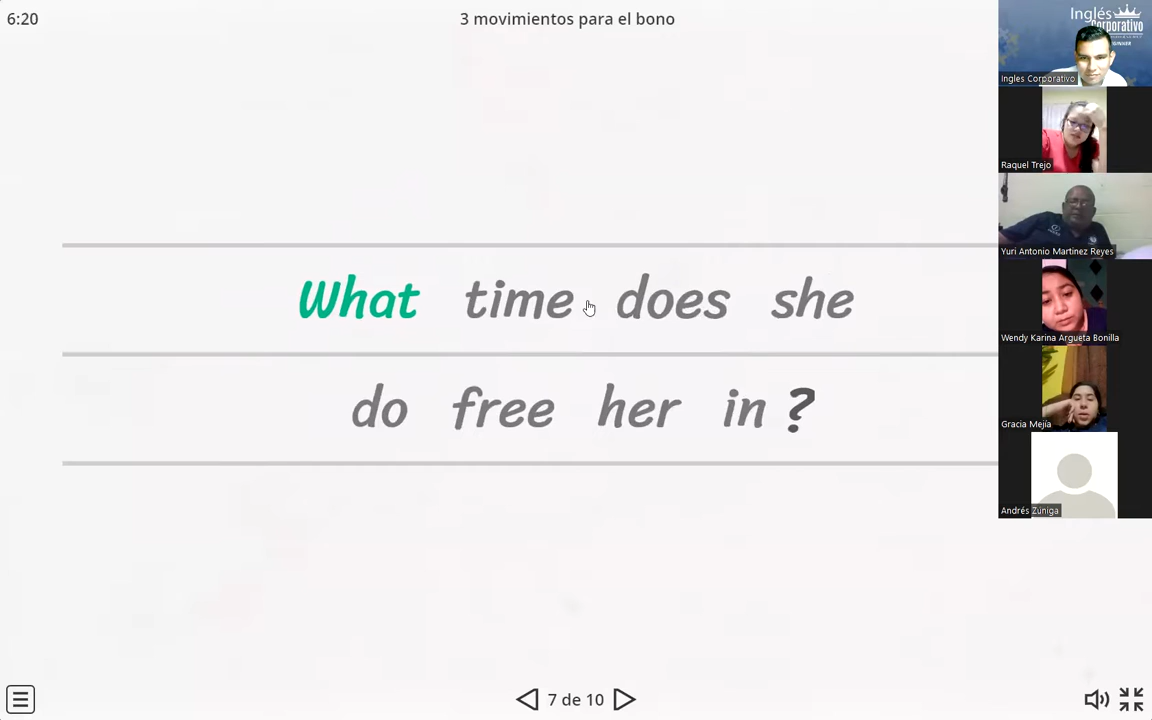 6:20
3 movimientos para el bono
What time does she
do free her in ?
7 de 10
Inglés
Corporativo
Ingles Corporativo
Raquel Trejo
Yuri Antonio Martinez Reyes
Wendy Karina Argueta Bonilla
Gracia Mejía
Andrés Zúniga